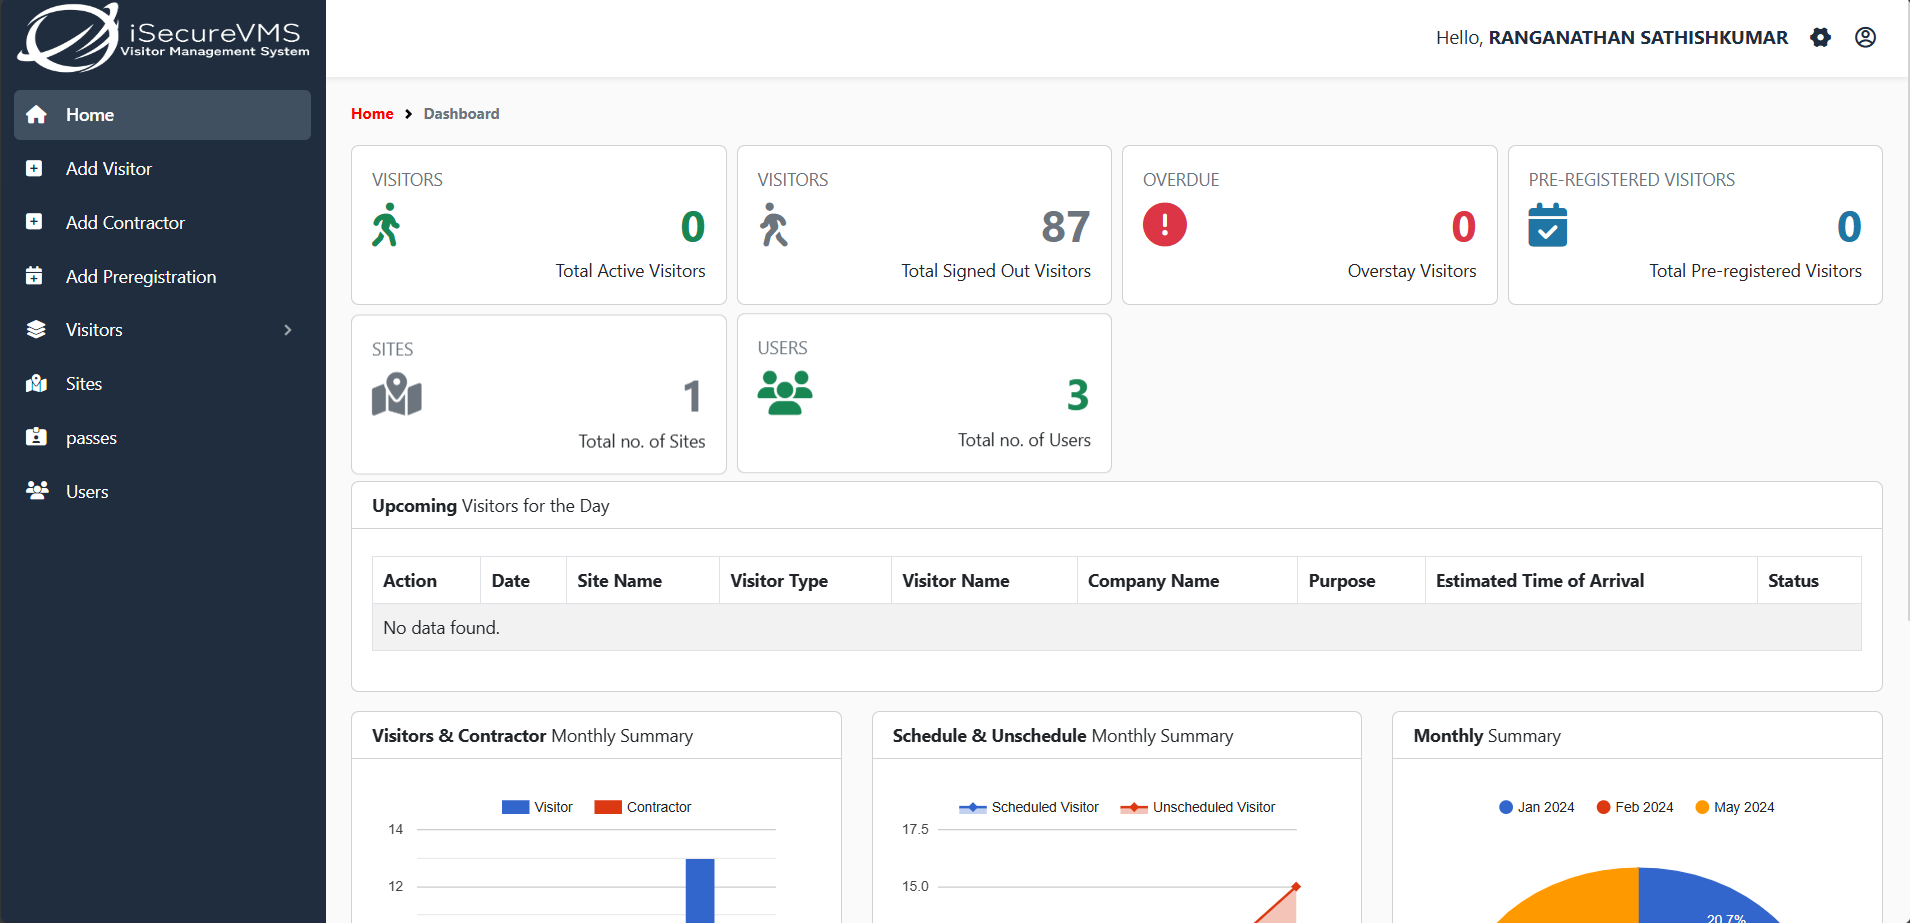 iSecureVMS
Visitor Management System
Hello, RANGANATHAN SATHISHKUMAR
Home
Add Visitor
Add Contractor
Add Preregistration
Visitors
Sites
passes
Users
Home > Dashboard
VISITORS
0
Total Active Visitors
VISITORS
87
Total Signed Out Visitors
OVERDUE
0
Overstay Visitors
PRE-REGISTERED VISITORS
0
Total Pre-registered Visitors
SITES
1
Total no. of Sites
USERS
3
Total no. of Users
Upcoming Visitors for the Day
Action Date Site Name Visitor Type Visitor Name Company Name Purpose Estimated Time of Arrival Status
No data found.
Visitors & Contractor Monthly Summary
Visitor Contractor
14
12
Schedule & Unschedule Monthly Summary
Scheduled Visitor Unscheduled Visitor
17.5
15.0
Monthly Summary
Jan 2024 Feb 2024 May 2024
20.7%